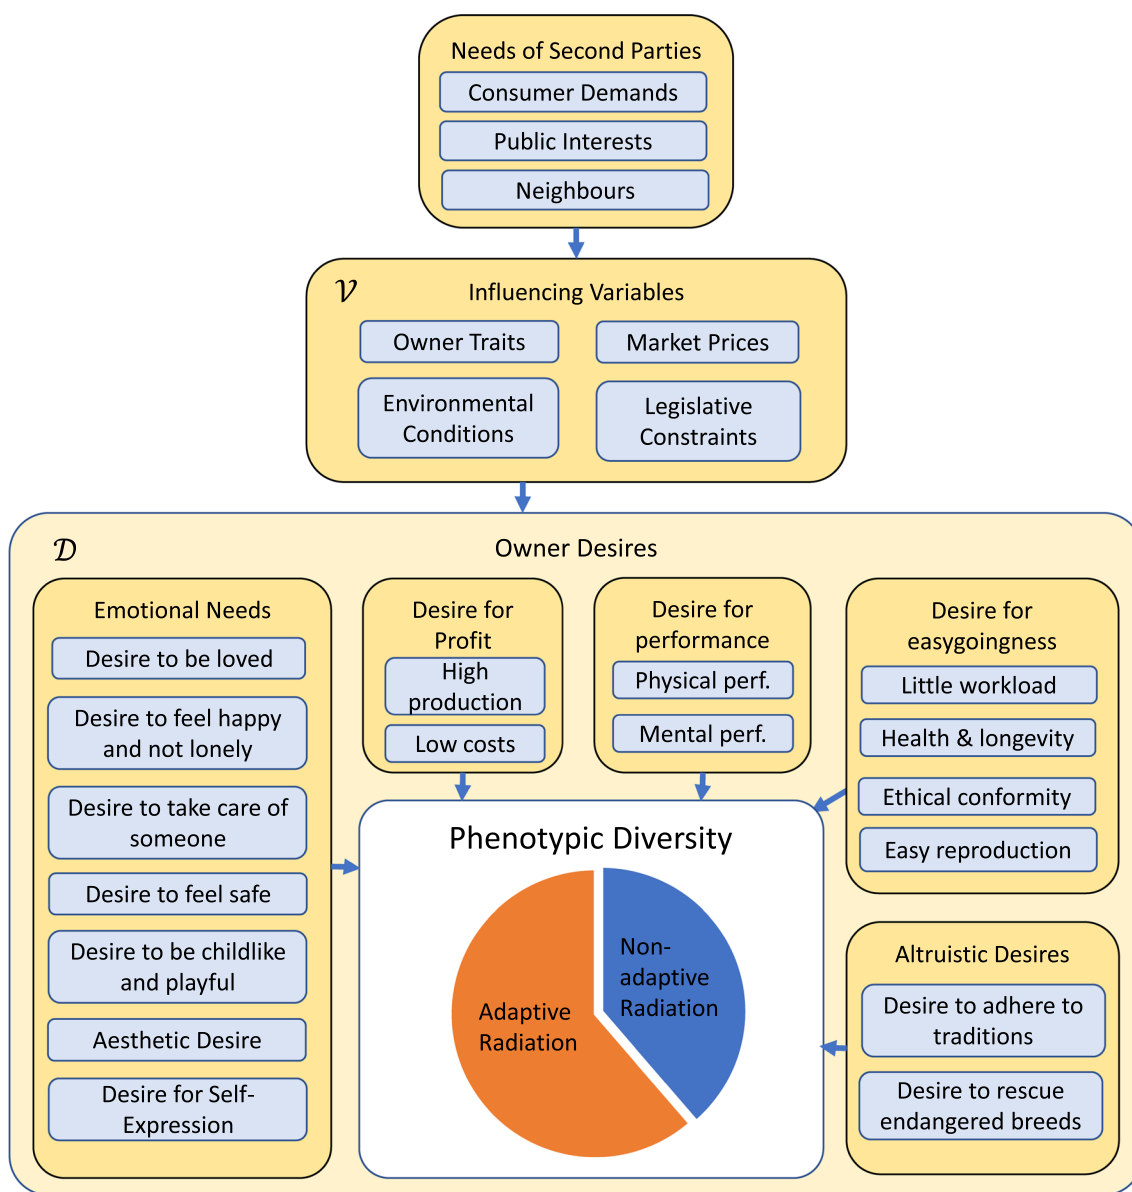 Needs of Second Parties
Consumer Demands
Public Interests
Neighbours
𝒱
Influencing Variables
Owner Traits
Market Prices
Environmental
Conditions
Legislative
Constraints
𝒟
Owner Desires
Emotional Needs
Desire to be loved
Desire to feel happy
and not lonely
Desire to take care of
someone
Desire to feel safe
Desire to be childlike
and playful
Aesthetic Desire
Desire for Self-
Expression
Desire for
Profit
High
production
Low costs
Desire for
performance
Physical perf.
Mental perf.
Desire for
easygoingness
Little workload
Health & longevity
Ethical conformity
Easy reproduction
Phenotypic Diversity
Adaptive
Radiation
Non-
adaptive
Radiation
Altruistic Desires
Desire to adhere to
traditions
Desire to rescue
endangered breeds